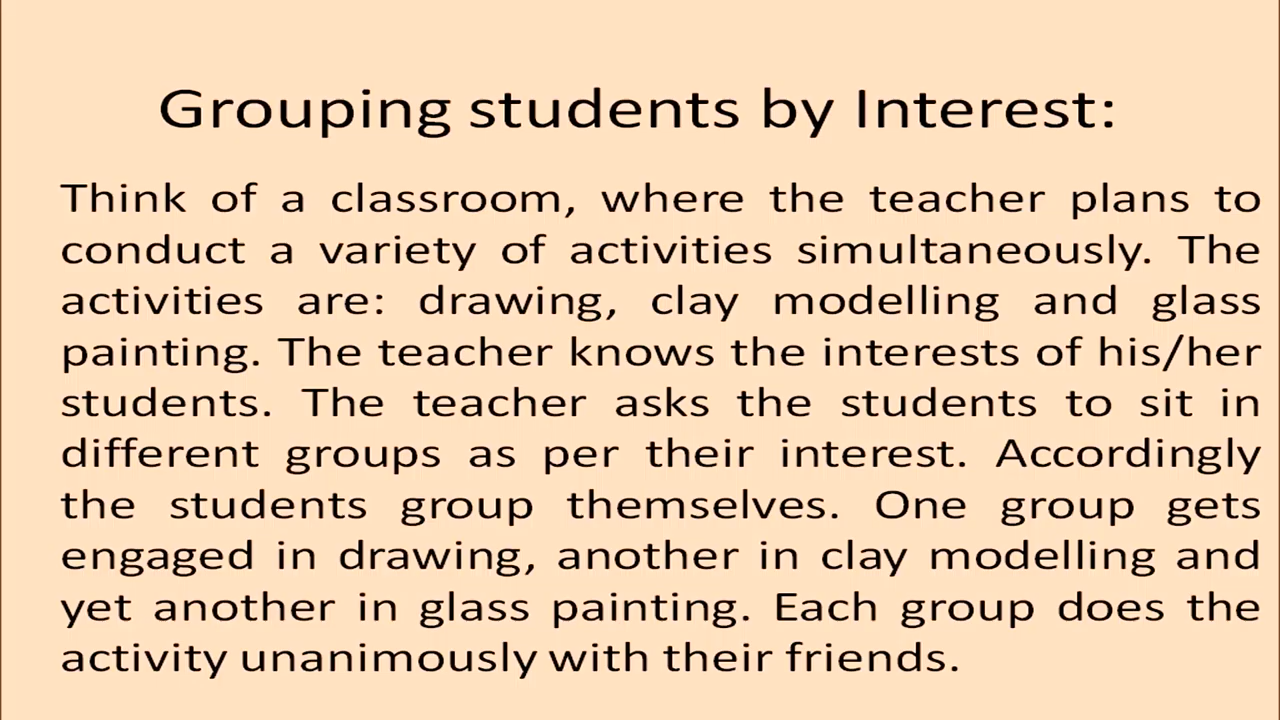 Grouping students by Interest:
Think of a classroom, where the teacher plans to
conduct a variety of activities simultaneously. The
activities are: drawing, clay modelling and glass
painting. The teacher knows the interests of his/her
students. The teacher asks the students to sit in
different groups as per their interest. Accordingly
the students group themselves. One group gets
engaged in drawing, another in clay modelling and
yet another in glass painting. Each group does the
activity unanimously with their friends.